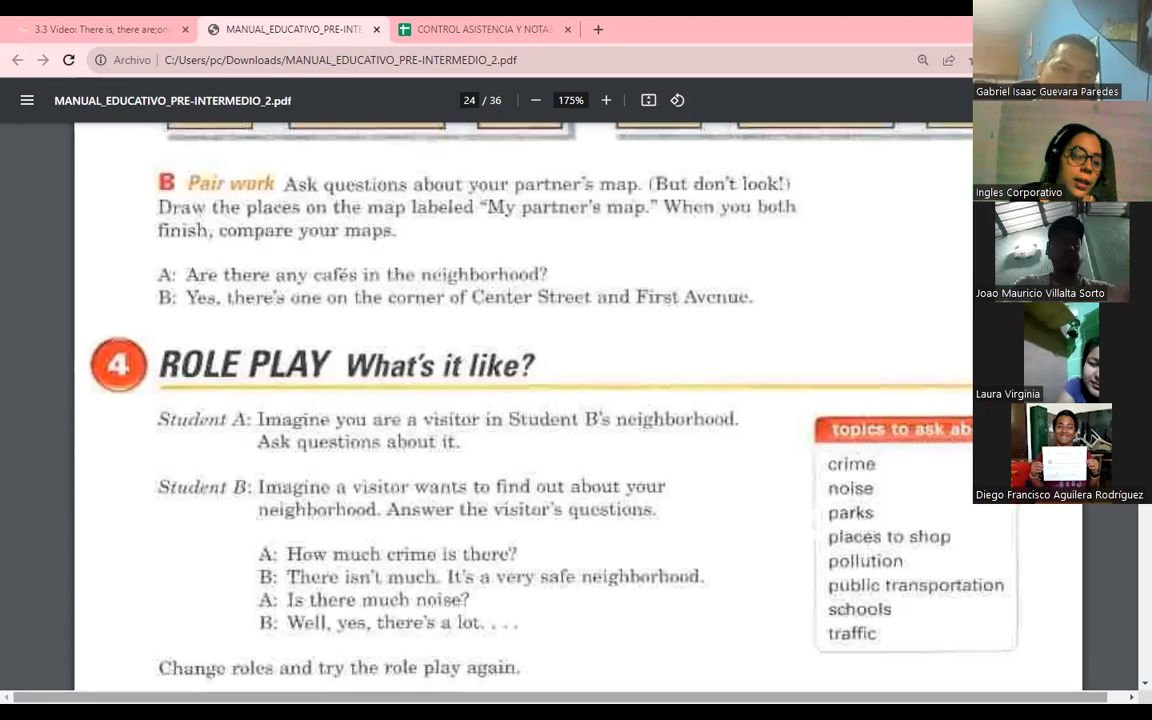 3.3 Video: There is, there are;on
MANUAL_EDUCATIVO_PRE-INTE
CONTROL ASISTENCIA Y NOTAS
Archivo
C:/Users/pc/Downloads/MANUAL_EDUCATIVO_PRE-INTERMEDIO_2.pdf
MANUAL_EDUCATIVO_PRE-INTERMEDIO_2.pdf
24 / 36
175%
B Pair work Ask questions about your partner's map. (But don't look!)
Draw the places on the map labeled “My partner's map.” When you both
finish, compare your maps.
A: Are there any cafés in the neighborhood?
B: Yes, there's one on the corner of Center Street and First Avenue.
4 ROLE PLAY What's it like?
Student A: Imagine you are a visitor in Student B's neighborhood.
Ask questions about it.
Student B: Imagine a visitor wants to find out about your
neighborhood. Answer the visitor's questions.
A: How much crime is there?
B: There isn't much. It's a very safe neighborhood.
A: Is there much noise?
B: Well, yes, there's a lot. . . .
Change roles and try the role play again.
topics to ask ab
crime
noise
parks
places to shop
pollution
public transportation
schools
traffic
Gabriel Isaac Guevara Paredes
Ingles Corporativo
Joao Mauricio Villalta Sorto
Laura Virginia
Diego Francisco Aguilera Rodríguez